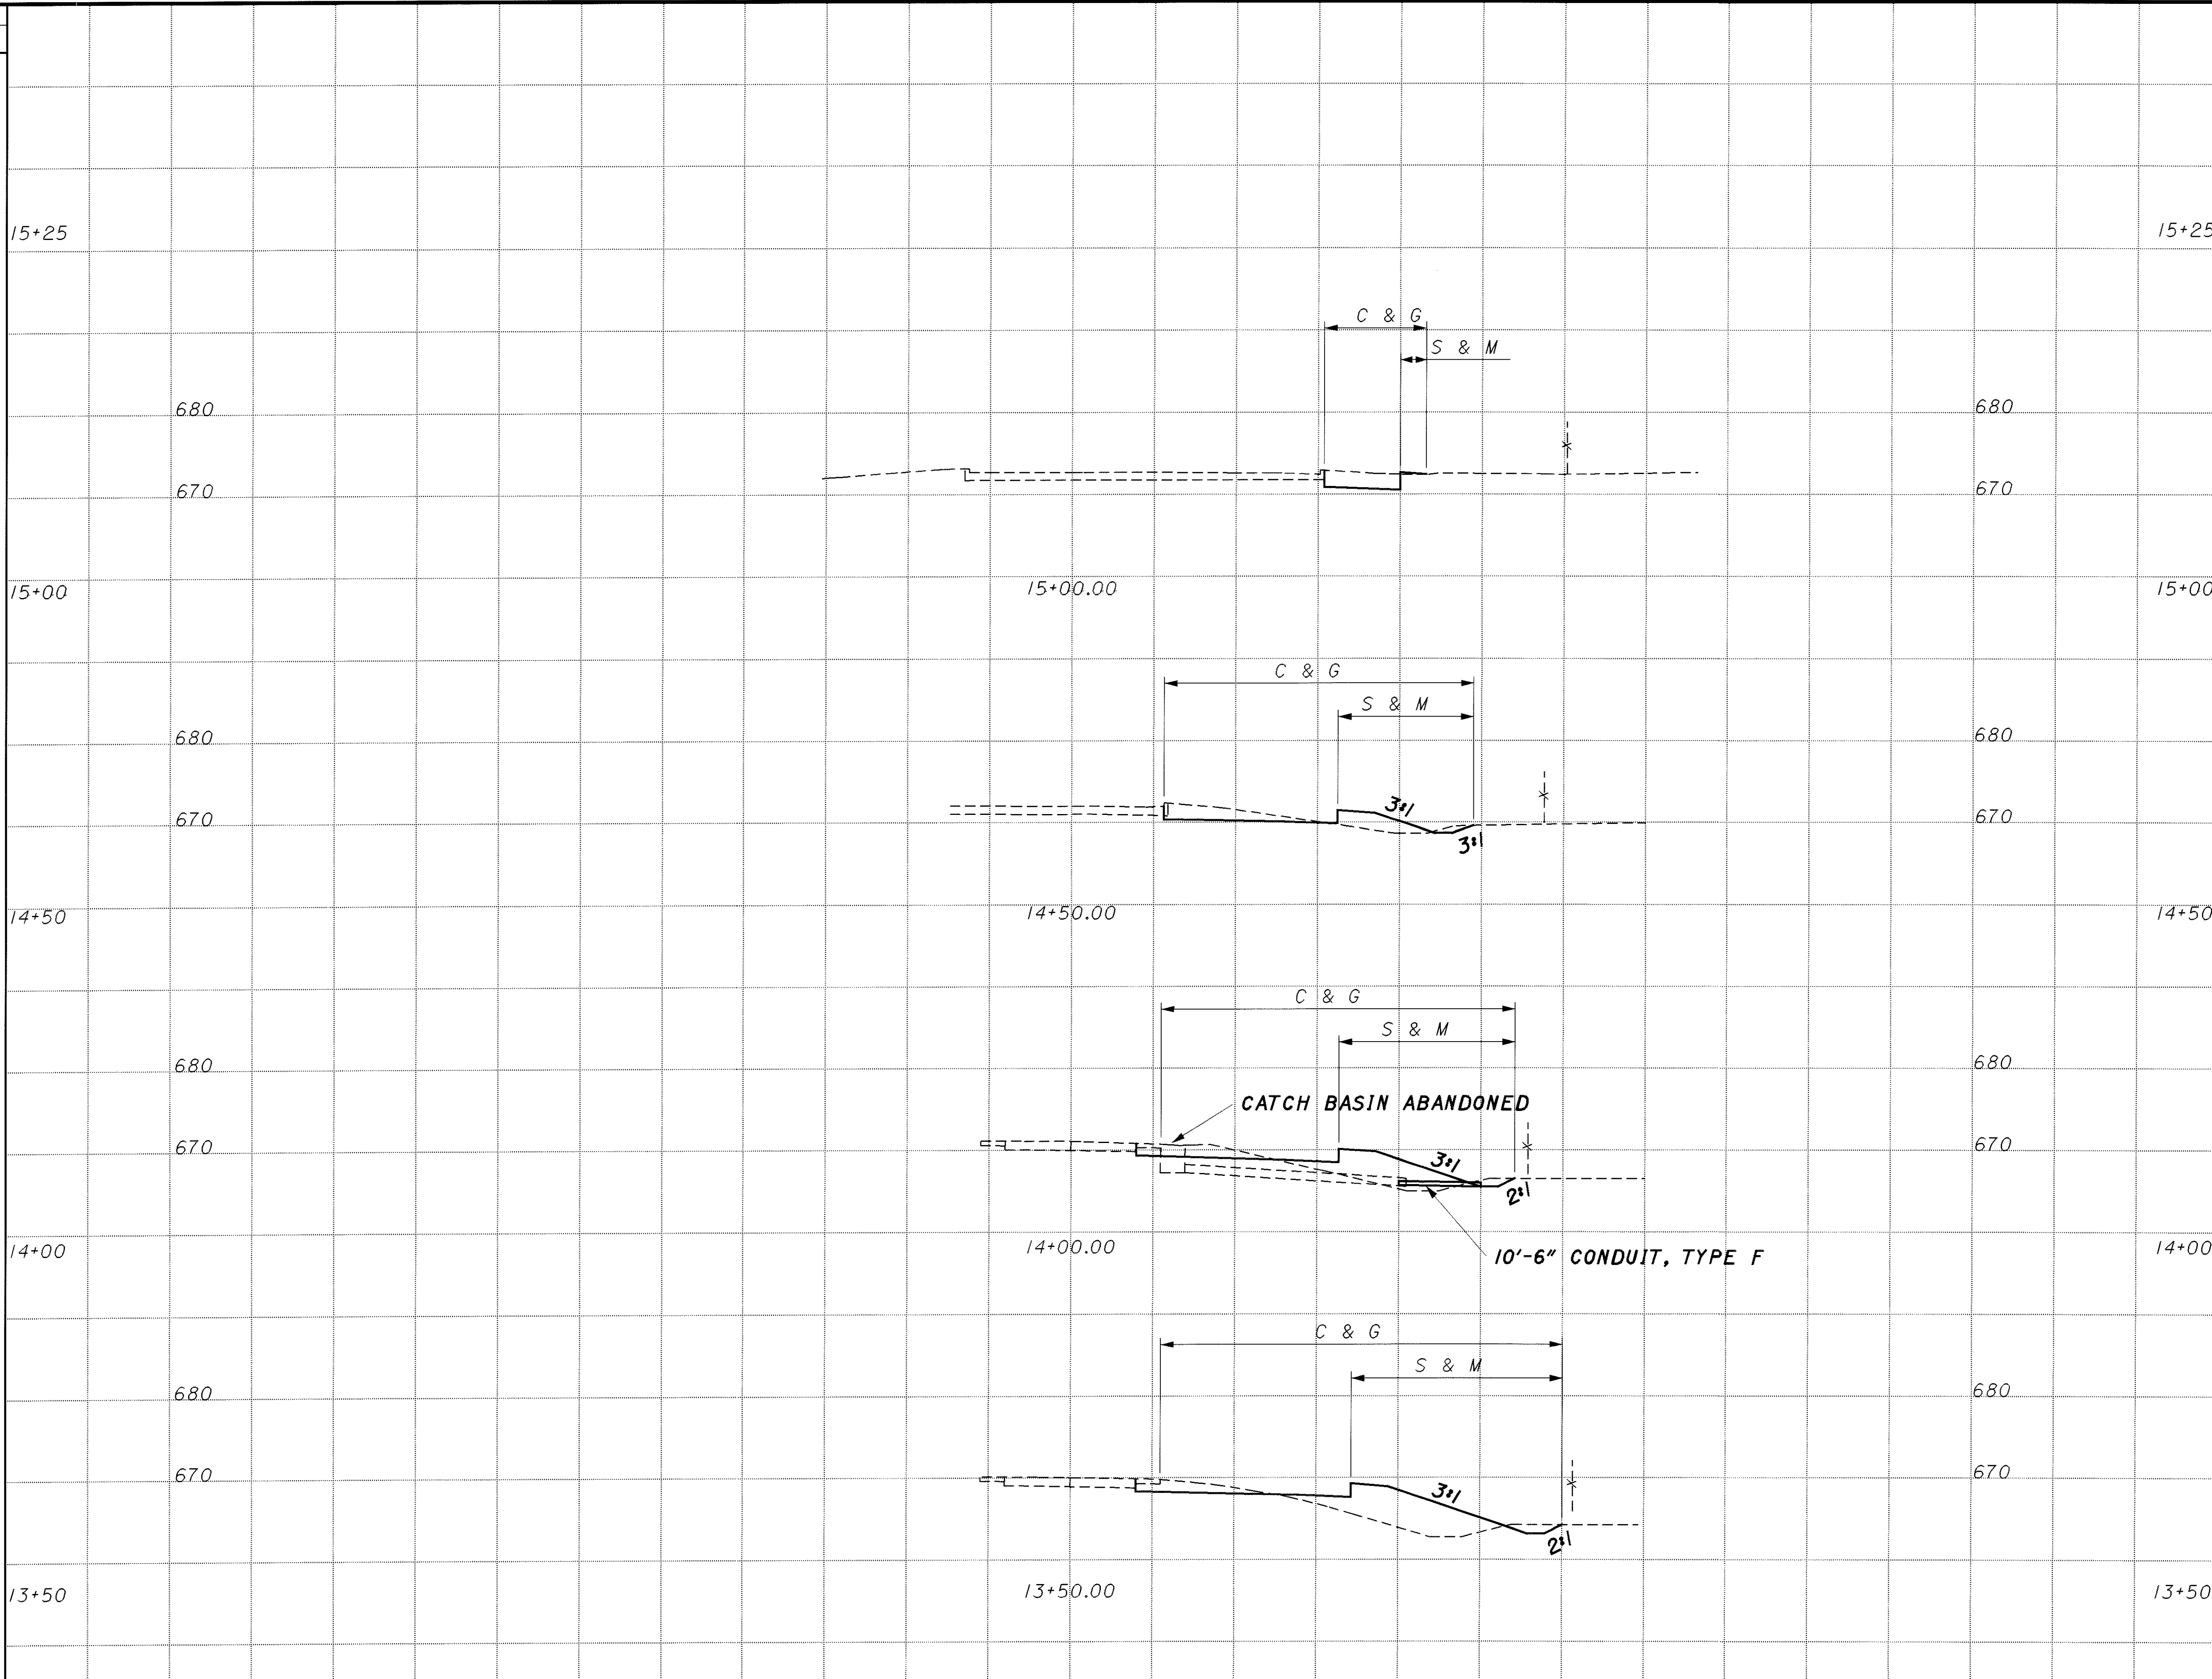 15+25 15+25
C & G
S & M
680 680
670 670
15+00 15+00.00 15+00
C & G
S & M
680 680
3:1
670 670
3:1
14+50 14+50.00 14+50
C & G
S & M
680 680
CATCH BASIN ABANDONED
670 670
3:1
2:1
14+00 14+00.00 14+00
10'-6" CONDUIT, TYPE F
C & G
S & M
680 680
670 670
3:1
2:1
13+50 13+50.00 13+50